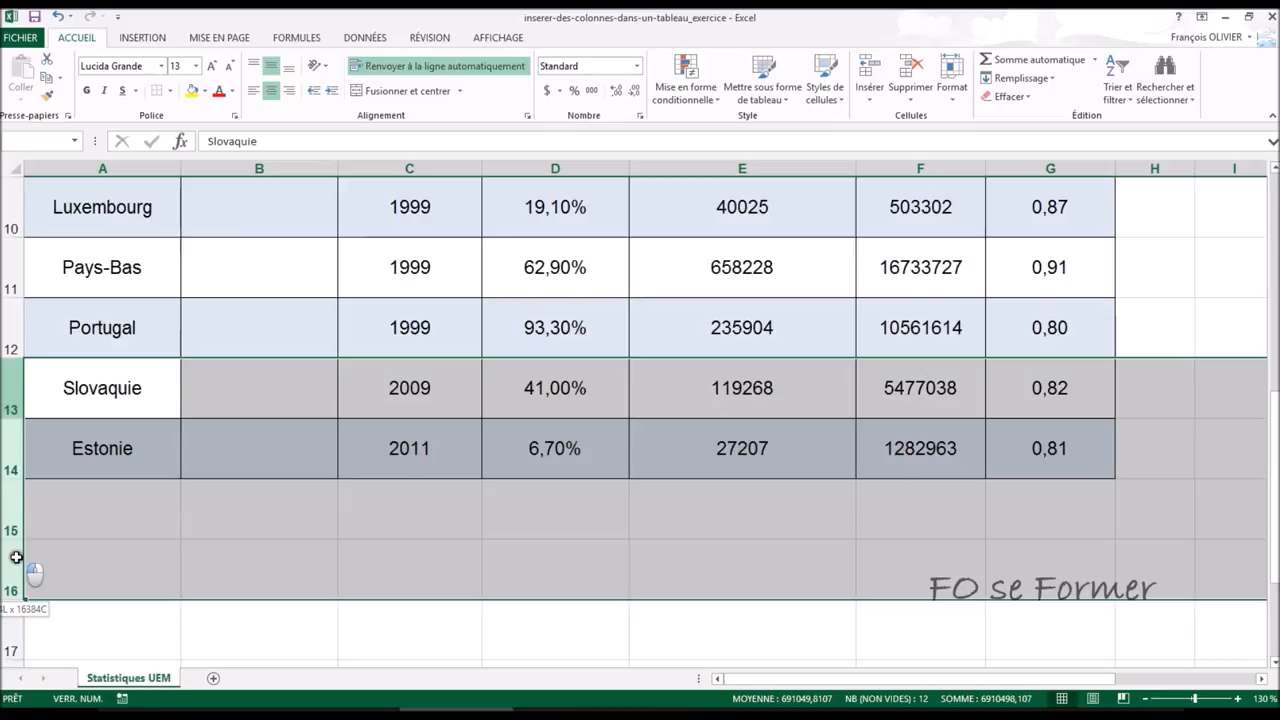 inserer-des-colonnes-dans-un-tableau_exercice - Excel
FICHIER ACCUEIL INSERTION MISE EN PAGE FORMULES DONNÉES RÉVISION AFFICHAGE François OLIVIER
Coller
Lucida Grande 13
G I S
Renvoyer à la ligne automatiquement
Fusionner et centrer
Standard
$ % 000
Mise en forme conditionnelle
Mettre sous forme de tableau
Styles de cellules
Insérer Supprimer Format
Somme automatique
Remplissage
Effacer
Trier et filtrer
Rechercher et sélectionner
Presse-papiers Police Alignement Nombre Style Cellules Édition
fx Slovaquie
A B C D E F G H I
10 Luxembourg 1999 19,10% 40025 503302 0,87
11 Pays-Bas 1999 62,90% 658228 16733727 0,91
12 Portugal 1999 93,30% 235904 10561614 0,80
13 Slovaquie 2009 41,00% 119268 5477038 0,82
14 Estonie 2011 6,70% 27207 1282963 0,81
15
16
FO se Former
4L x 16384C
17
Statistiques UEM
PRÊT VERR. NUM. MOYENNE : 691049,8107 NB (NON VIDES) : 12 SOMME : 6910498,107 130 %